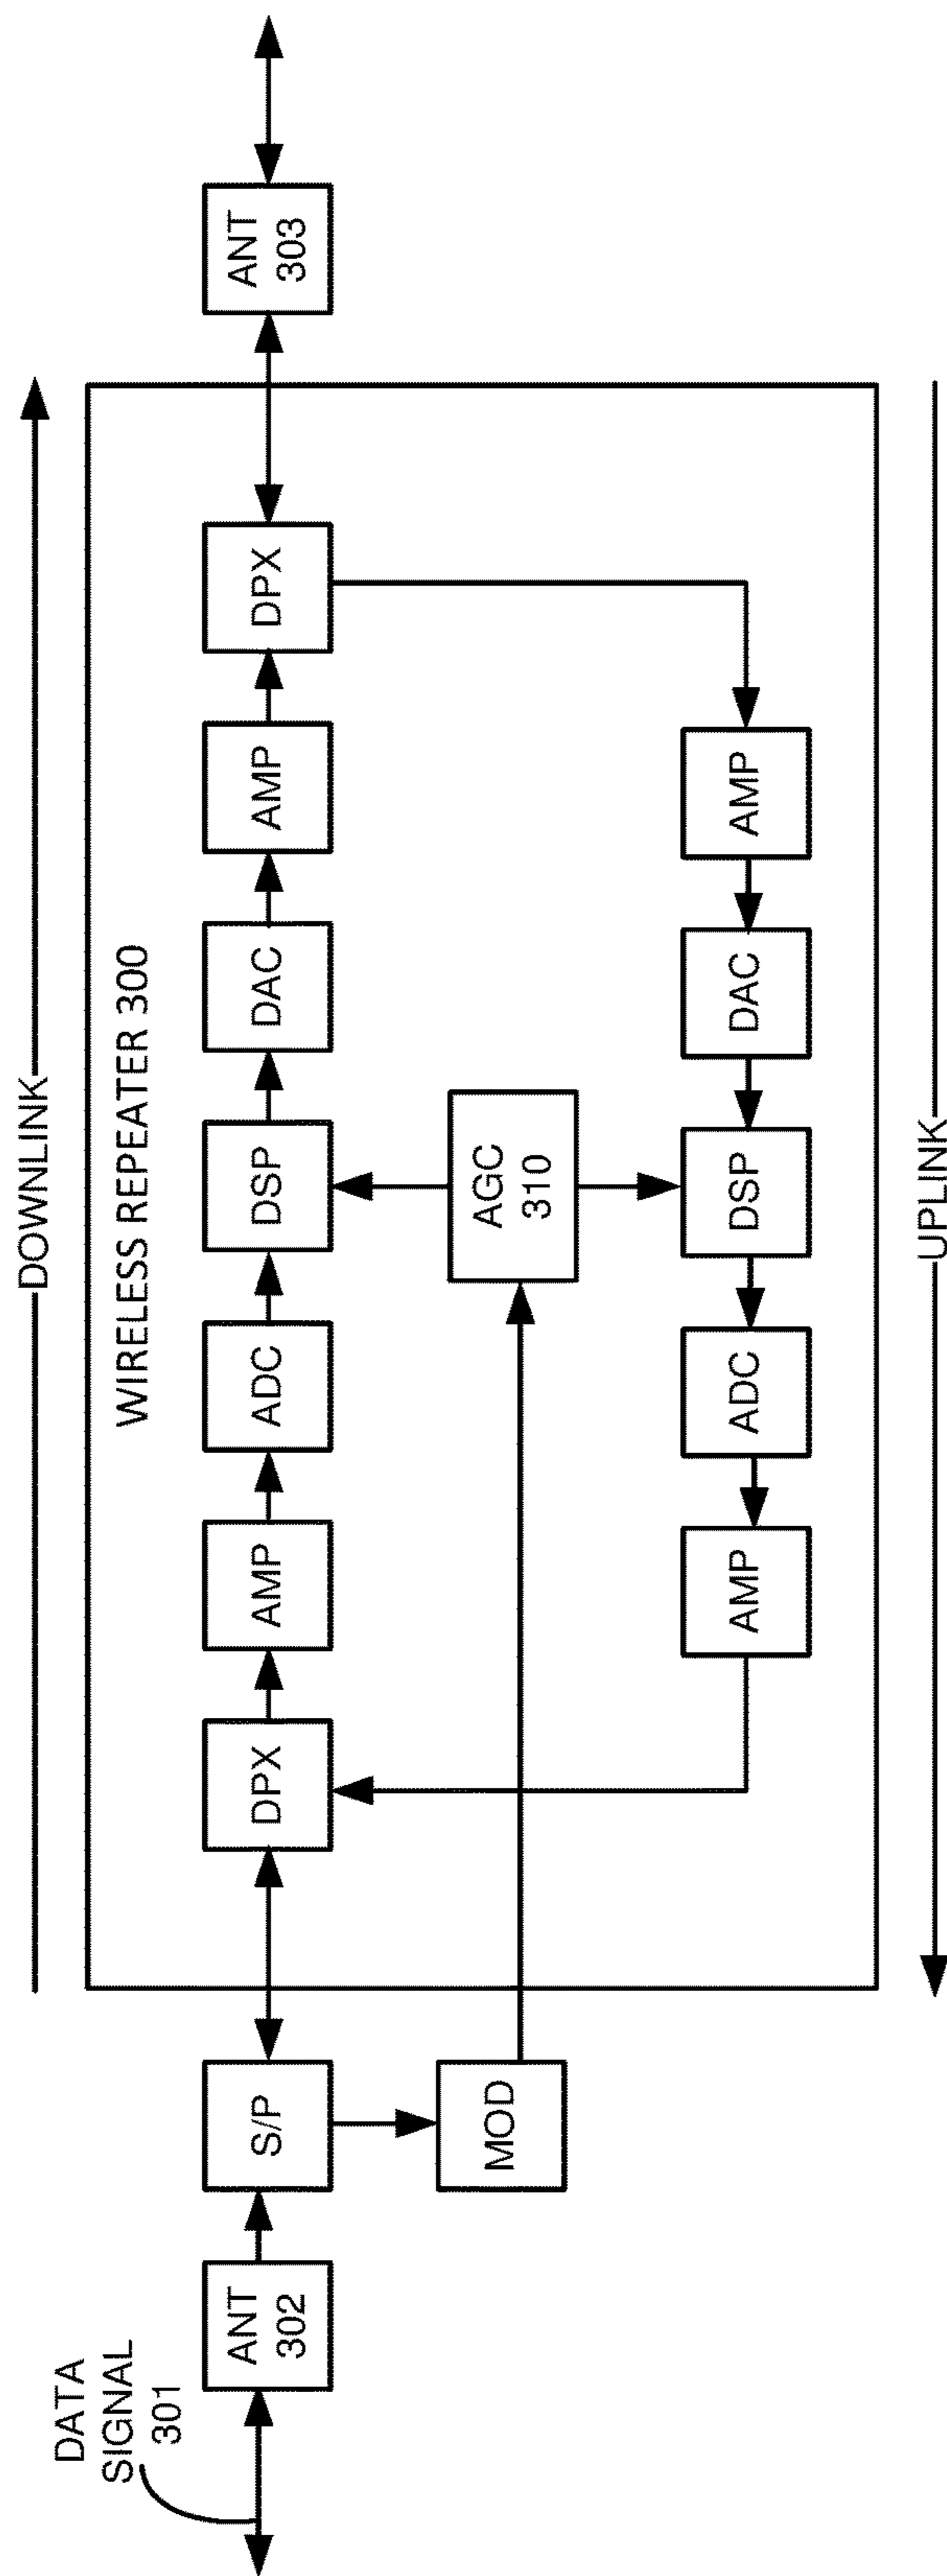 DOWNLINK
WIRELESS REPEATER 300
DATA
SIGNAL
301
ANT
302
S/P
DPX
AMP
ADC
DSP
DAC
AMP
DPX
ANT
303
MOD
AGC
310
AMP
ADC
DSP
DAC
AMP
UPLINK